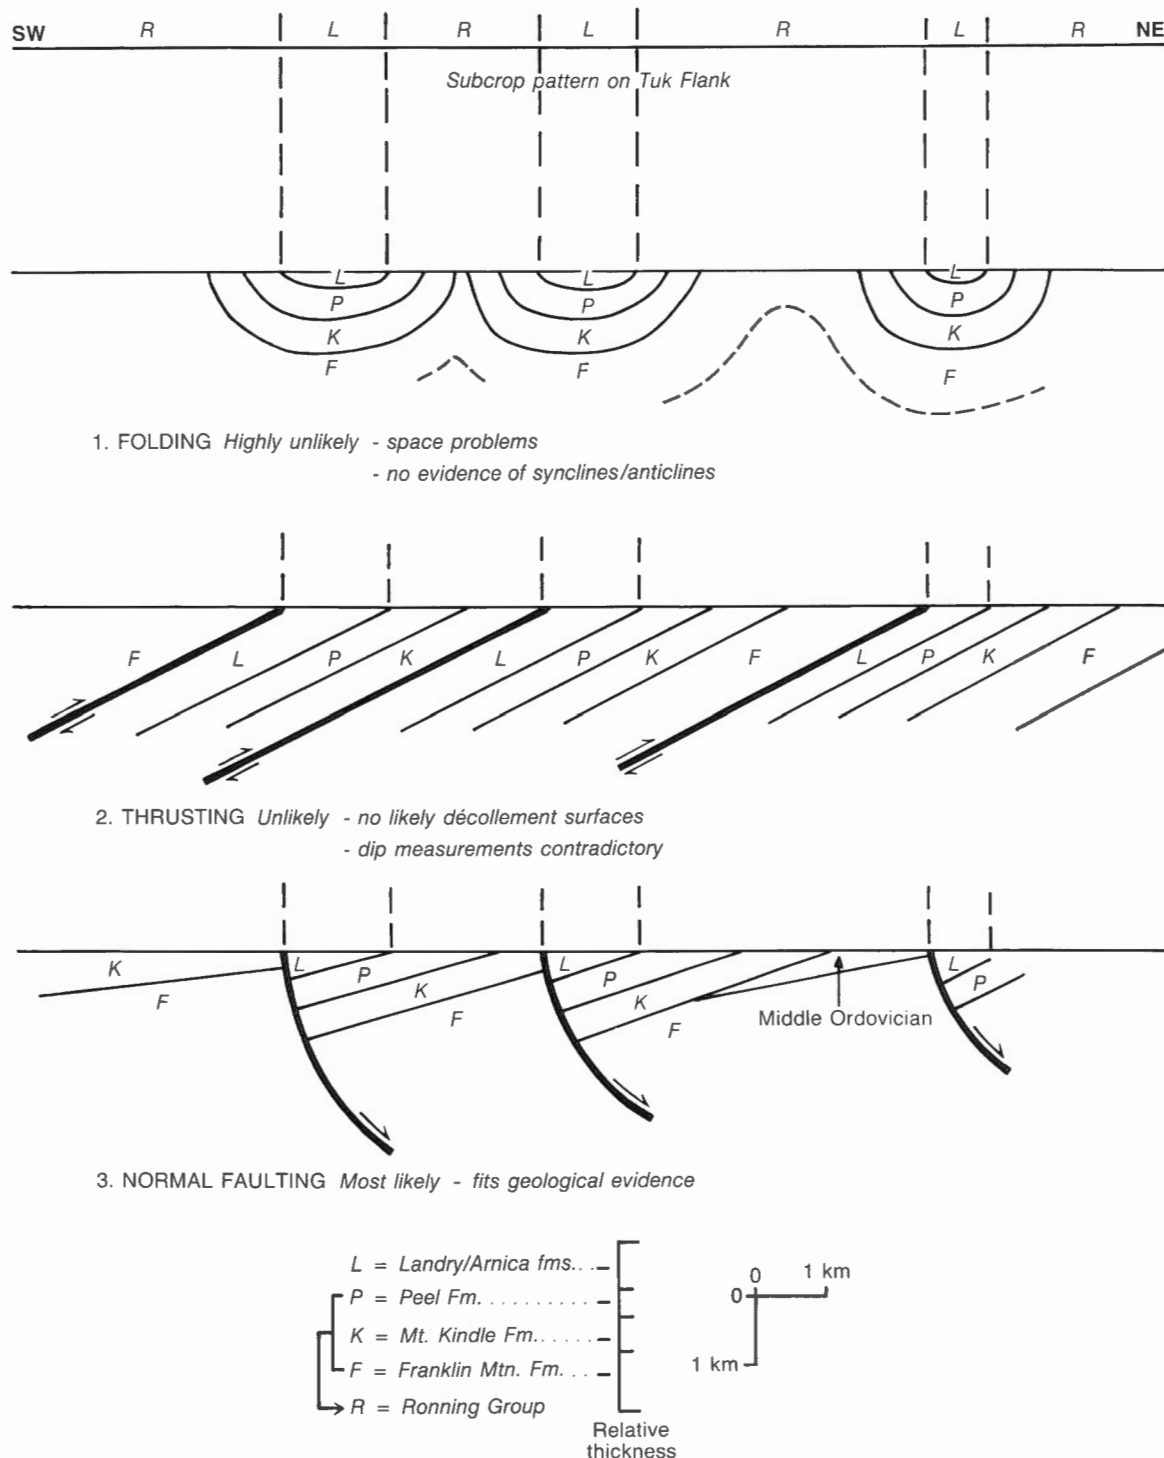 SW R L R L R L R NE
Subcrop pattern on Tuk Flank
L L L
P P P
K K K
F F F
1. FOLDING Highly unlikely - space problems
- no evidence of synclines/anticlines
F L P K L P K F L P K F
2. THRUSTING Unlikely - no likely décollement surfaces
- dip measurements contradictory
K L P L P L
F K K P
F F Middle Ordovician
3. NORMAL FAULTING Most likely - fits geological evidence
L = Landry/Arnica fms...
P = Peel Fm..........
K = Mt. Kindle Fm......
F = Franklin Mtn. Fm....
R = Ronning Group
Relative
thickness
0 1 km
0
1 km